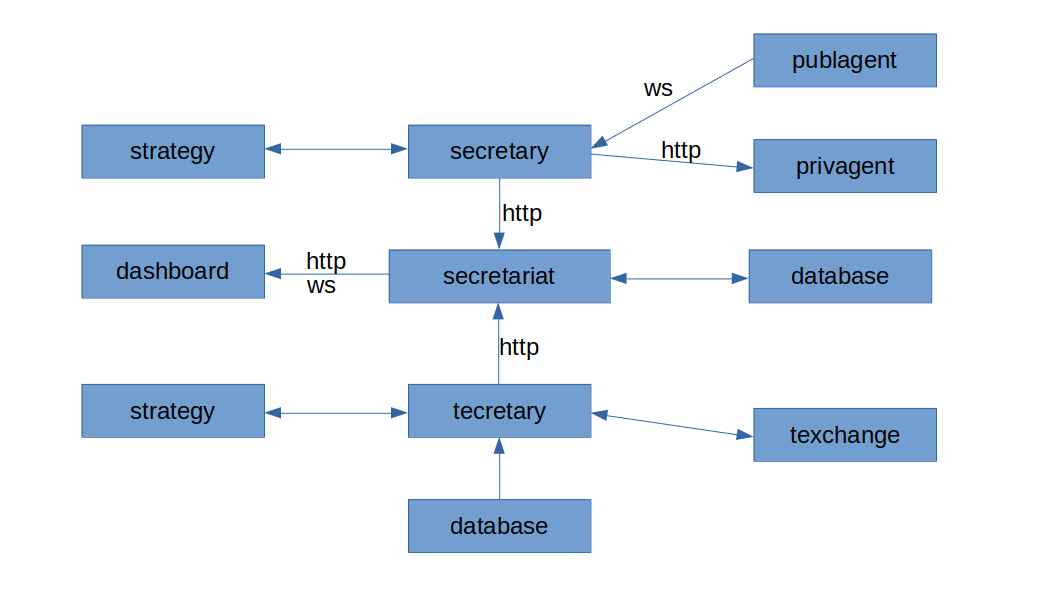 publagent
ws
strategy
secretary
http
privagent
http
dashboard
http
ws
secretariat
database
http
strategy
tecretary
texchange
database